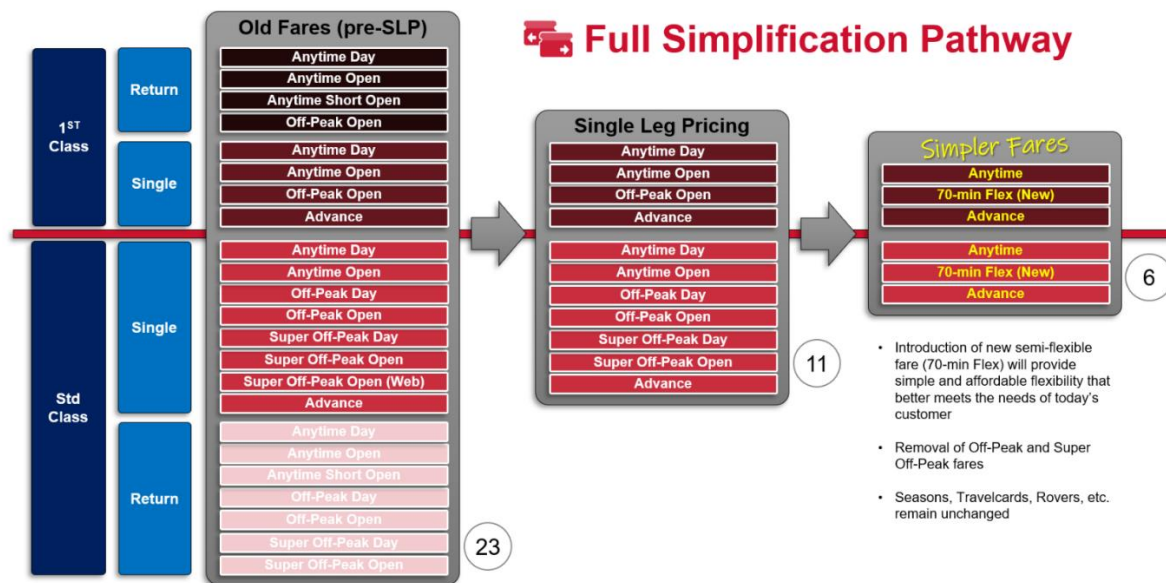 Full Simplification Pathway
1ST
Class
Return
Single
Std
Class
Single
Return
Old Fares (pre-SLP)
Anytime Day
Anytime Open
Anytime Short Open
Off-Peak Open
Anytime Day
Anytime Open
Off-Peak Open
Advance
Anytime Day
Anytime Open
Off-Peak Day
Off-Peak Open
Super Off-Peak Day
Super Off-Peak Open
Super Off-Peak Open (Web)
Advance
Anytime Day
Anytime Open
Anytime Short Open
Off-Peak Day
Off-Peak Open
Super Off-Peak Day
Super Off-Peak Open
23
Single Leg Pricing
Anytime Day
Anytime Open
Off-Peak Open
Advance
Anytime Day
Anytime Open
Off-Peak Day
Off-Peak Open
Super Off-Peak Day
Super Off-Peak Open
Advance
11
Simpler Fares
Anytime
70-min Flex (New)
Advance
Anytime
70-min Flex (New)
Advance
6
• Introduction of new semi-flexible
fare (70-min Flex) will provide
simple and affordable flexibility that
better meets the needs of today's
customer
• Removal of Off-Peak and Super
Off-Peak fares
• Seasons, Travelcards, Rovers, etc.
remain unchanged